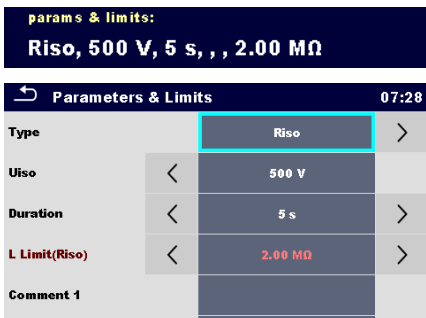 params & limits:
Riso, 500 V, 5 s, , , 2.00 MΩ
Parameters & Limits 07:28
Type Riso
Uiso 500 V
Duration 5 s
L Limit(Riso) 2.00 MΩ
Comment 1